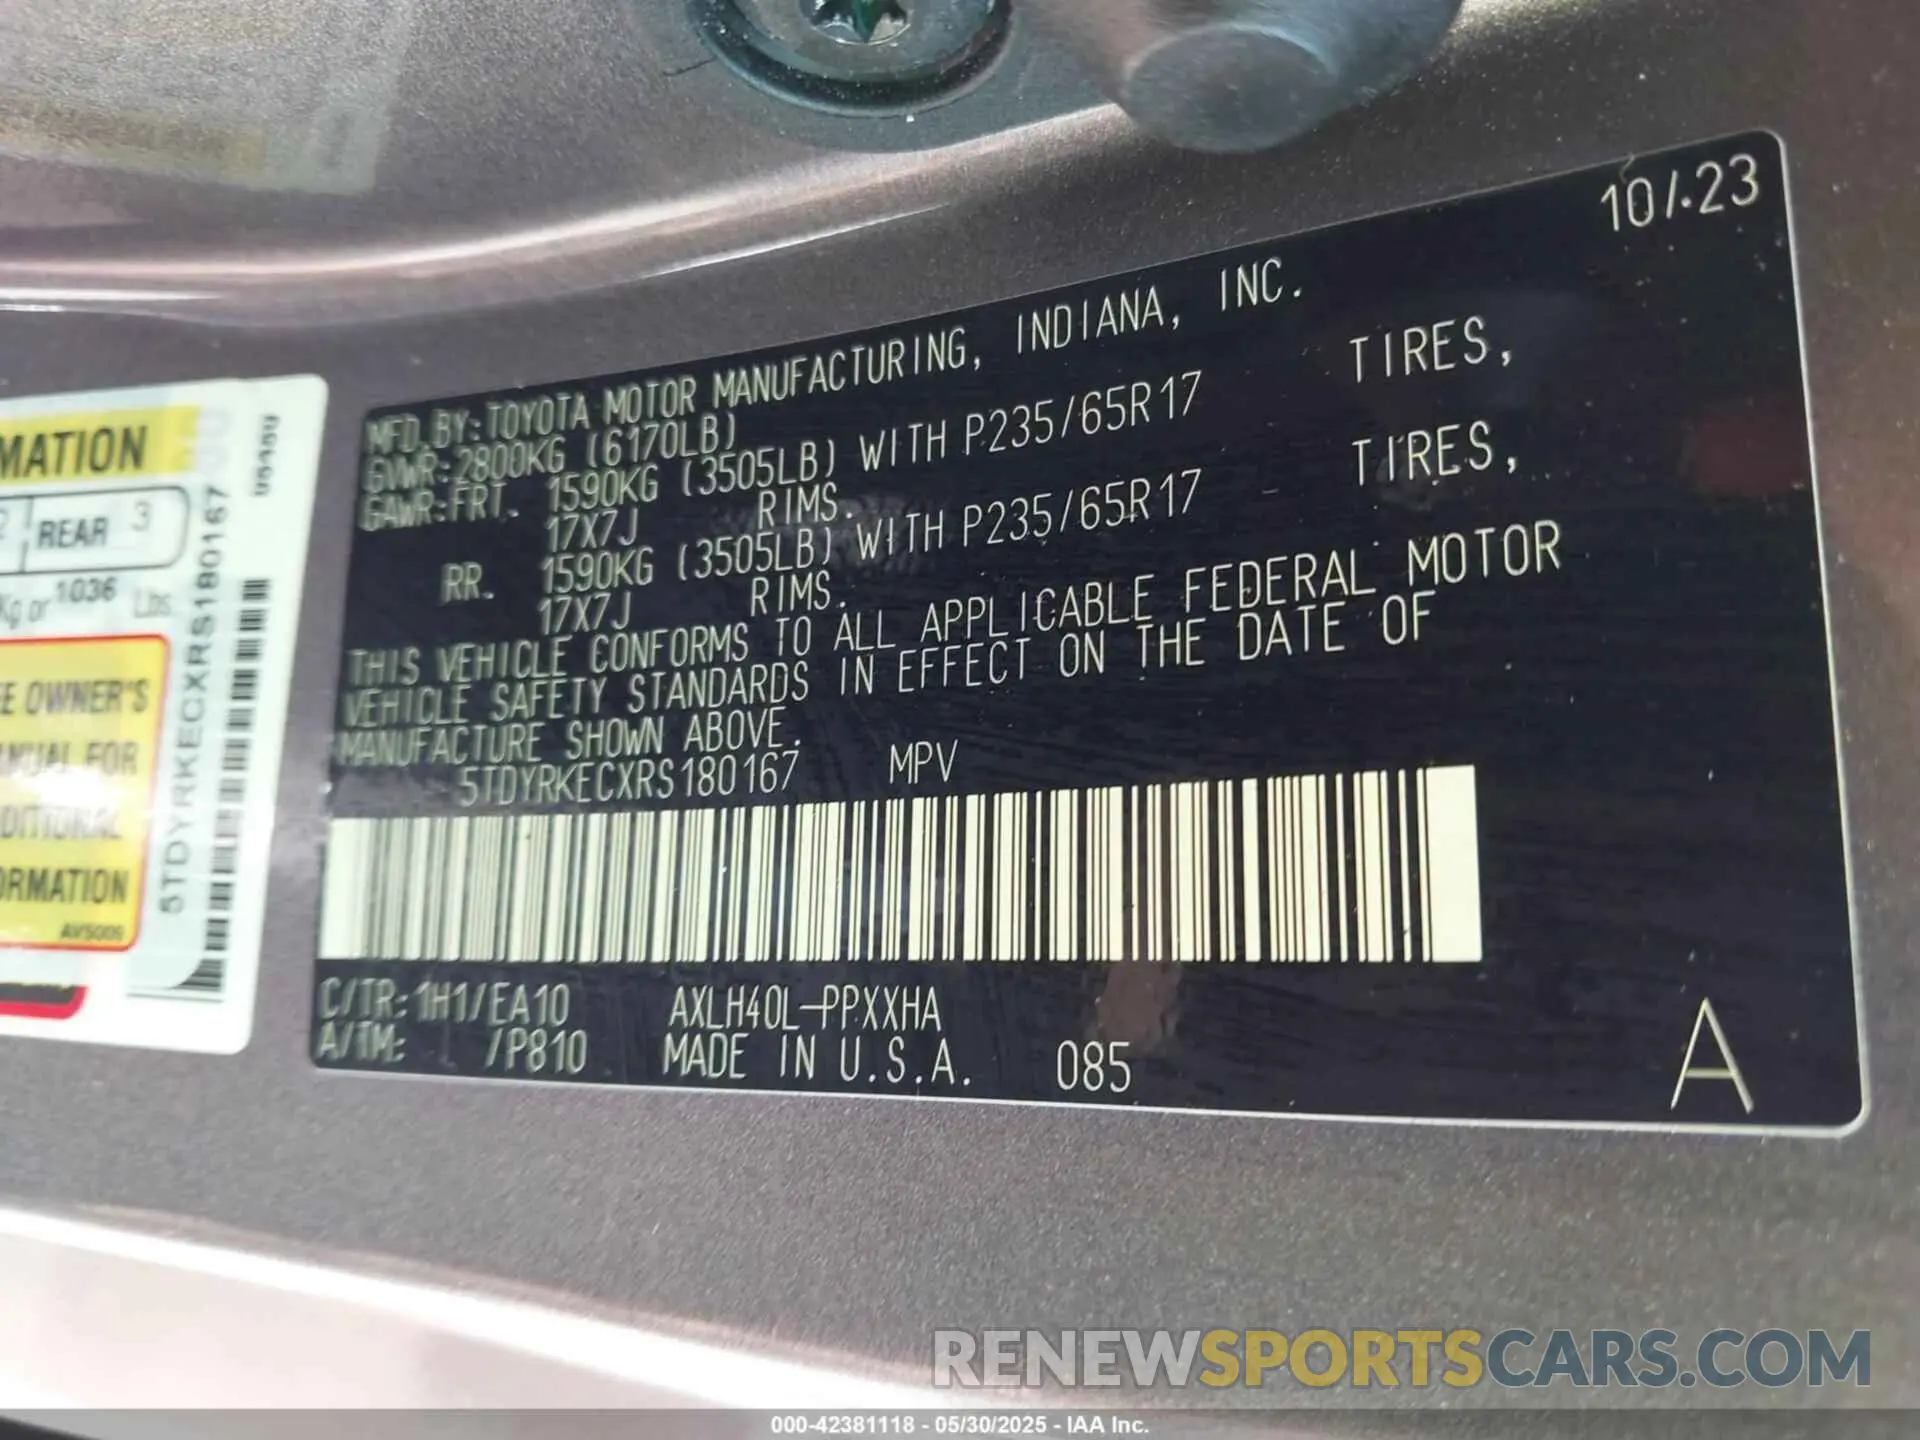 10/23
MFD. BY: TOYOTA MOTOR MANUFACTURING, INDIANA, INC.
GVWR: 2800KG (6170LB)
GAWR: FRT. 1590KG (3505LB) WITH P235/65R17 TIRES,
17X7J RIMS.
RR. 1590KG (3505LB) WITH P235/65R17 TIRES,
17X7J RIMS.
THIS VEHICLE CONFORMS TO ALL APPLICABLE FEDERAL MOTOR
VEHICLE SAFETY STANDARDS IN EFFECT ON THE DATE OF
MANUFACTURE SHOWN ABOVE.
5TDYRKECXRS180167 MPV
C/TR: 1H1/EA10 AXLH40L-PPXXHA
A/TM: /P810 MADE IN U.S.A. 085
A
MATION
2 REAR 3
Kg or 1036 Lbs
E OWNER'S
ANUAL FOR
DITIONAL
ORMATION
AVS009
5TDYRKECXRS180167
RENEWSPORTSCARS.COM
000-42381118 - 05/30/2025 - IAA Inc.